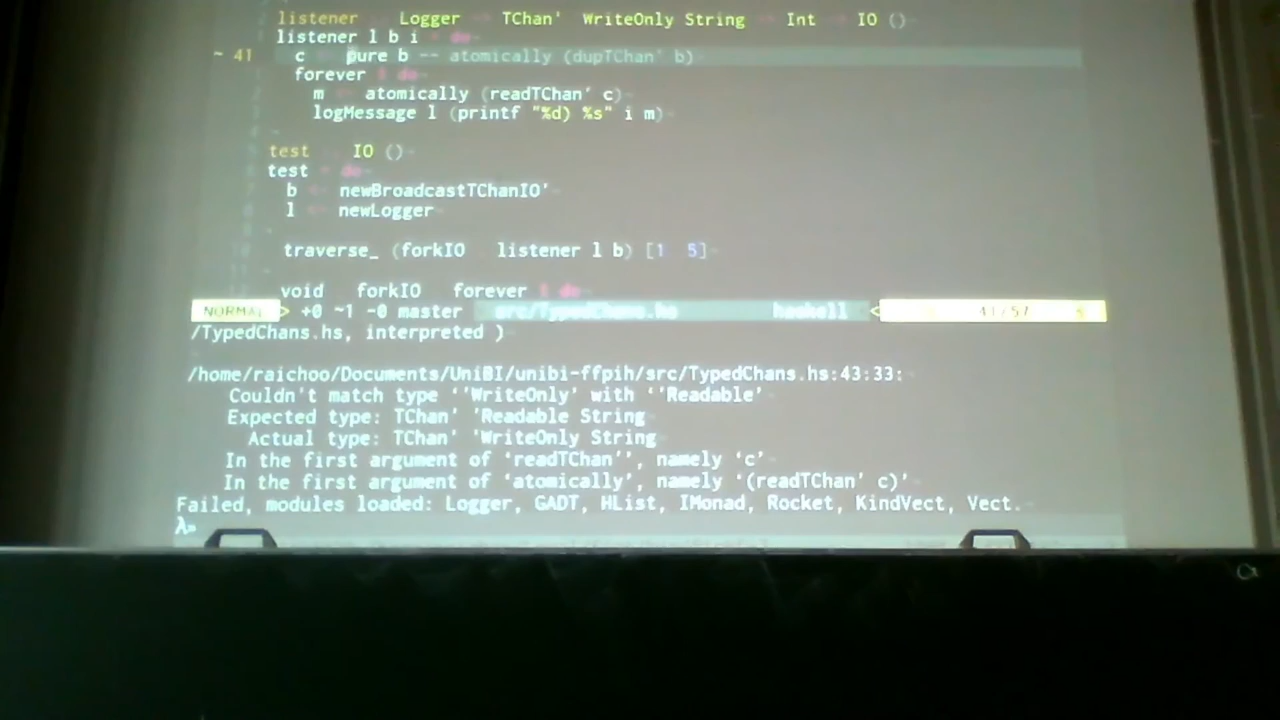 listener Logger TChan' WriteOnly String Int IO ()
listener l b i = do
~ 41 c pure b -- atomically (dupTChan' b)
forever $ do
m atomically (readTChan' c)
logMessage l (printf "%d) %s" i m)
test IO ()
test = do
b newBroadcastTChanIO'
l newLogger
traverse_ (forkIO listener l b) [1 5]
void forkIO forever $ do
NORMAL > +0 ~1 -0 master src/TypedChans.hs haskell < 41/57
/TypedChans.hs, interpreted )
/home/raichoo/Documents/UniBI/unibi-ffpih/src/TypedChans.hs:43:33:
Couldn't match type ‘'WriteOnly’ with ‘'Readable’
Expected type: TChan' 'Readable String
Actual type: TChan' 'WriteOnly String
In the first argument of ‘readTChan'’, namely ‘c’
In the first argument of ‘atomically’, namely ‘(readTChan' c)’
Failed, modules loaded: Logger, GADT, HList, IMonad, Rocket, KindVect, Vect.
λ»